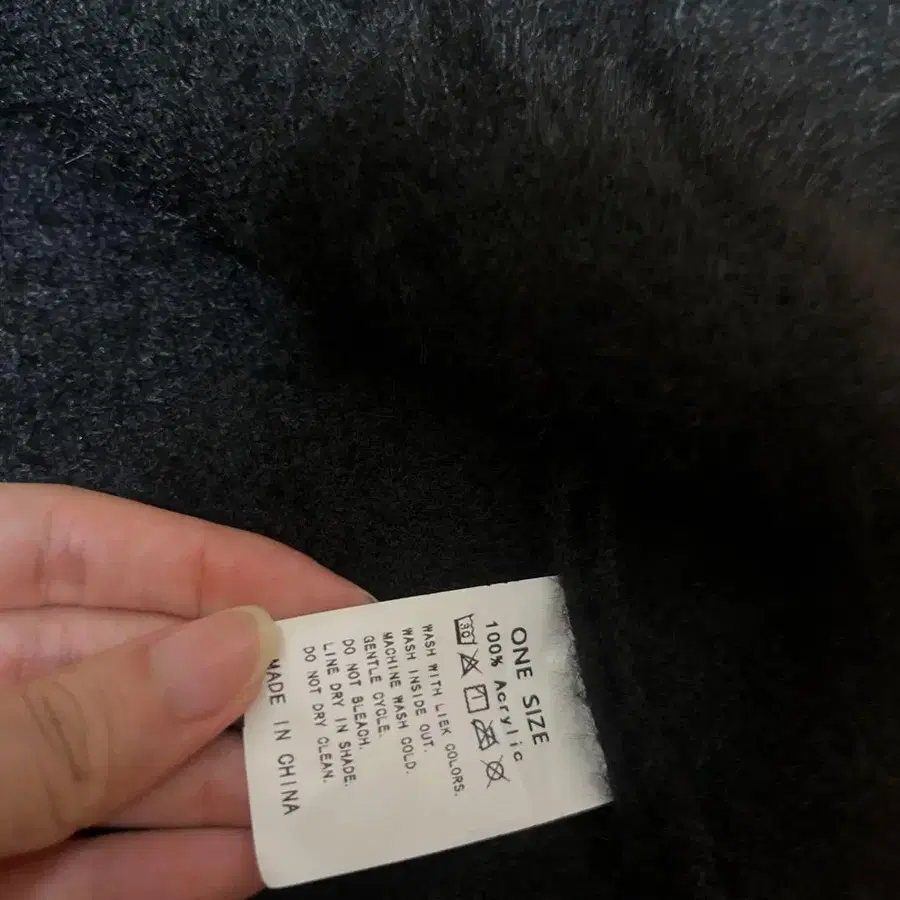 ONE SIZE
100% Acrylic
30
WASH WITH LIEK COLORS.
WASH INSIDE OUT.
MACHINE WASH COLD.
GENTLE CYCLE.
DO NOT BLEACH.
LINE DRY IN SHADE.
DO NOT DRY CLEAN.
MADE IN CHINA